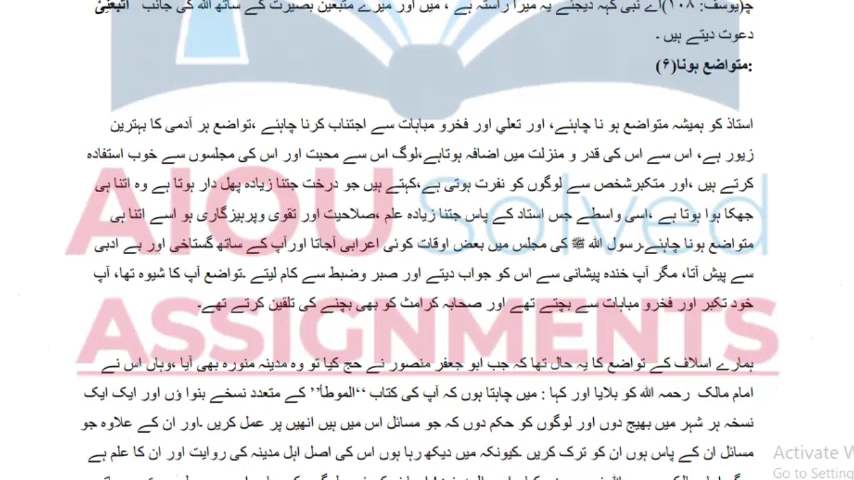 چ(یوسف: ۱۰۸)اے نبی کہہ دیجئے یہ میرا راستہ ہے ، میں اور میرے متبعین بصیرت کے ساتھ اللہ کی جانب اتبعنِیْ
دعوت دیتے ہیں ۔
:متواضع ہونا(۶)
استاذ کو ہمیشہ متواضع ہو نا چاہئے، اور تعلي اور فخرو مباہات سے اجتناب کرنا چاہئے ،تواضع ہر آدمی کا بہترین
زیور ہے، اس سے اس کی قدر و منزلت میں اضافہ ہوتاہے،لوگ اس سے محبت اور اس کی مجلسوں سے خوب استفادہ
کرتے ہیں ،اور متکبرشخص سے لوگوں کو نفرت ہوتی ہے،کہتے ہیں جو درخت جتنا زیادہ پھل دار ہوتا ہے وہ اتنا ہی
جھکا ہوا ہوتا ہے ،اسی واسطے جس استاد کے پاس جتنا زیادہ علم ،صلاحیت اور تقوی وپرہیزگاری ہو اسے اتنا ہی
متواضع ہونا چاہئے۔رسول اللہ ﷺ کی مجلس میں بعض اوقات کوئی اعرابی آجاتا اورآپ کے ساتھ گستاخی اور بے ادبی
سے پیش آتا، مگر آپ خندہ پیشانی سے اس کو جواب دیتے اور صبر وضبط سے کام لیتے ۔تواضع آپ کا شیوہ تھا، آپ
خود تکبر اور فخرو مباہات سے بچتے تھے اور صحابہ کرامؓ کو بھی بچنے کی تلقین کرتے تھے۔
ہمارے اسلاف کے تواضع کا یہ حال تھا کہ جب ابو جعفر منصور نے حج کیا تو وہ مدینہ منورہ بھی آیا ،وہاں اس نے
امام مالک رحمہ اللہ کو بلایا اور کہا : میں چاہتا ہوں کہ آپ کی کتاب ‘‘الموطأ’’ کے متعدد نسخے بنوا ؤں اور ایک ایک
نسخہ ہر شہر میں بھیج دوں اور لوگوں کو حکم دوں کہ جو مسائل اس میں ہیں انھیں پر عمل کریں ۔اور ان کے علاوہ جو
مسائل ان کے پاس ہوں ان کو ترک کریں ۔کیونکہ میں دیکھ رہا ہوں اس کی اصل اہل مدینہ کی روایت اور ان کا علم ہے
AIOU Solved
ASSIGNMENTS
Activate W
Go to Setting